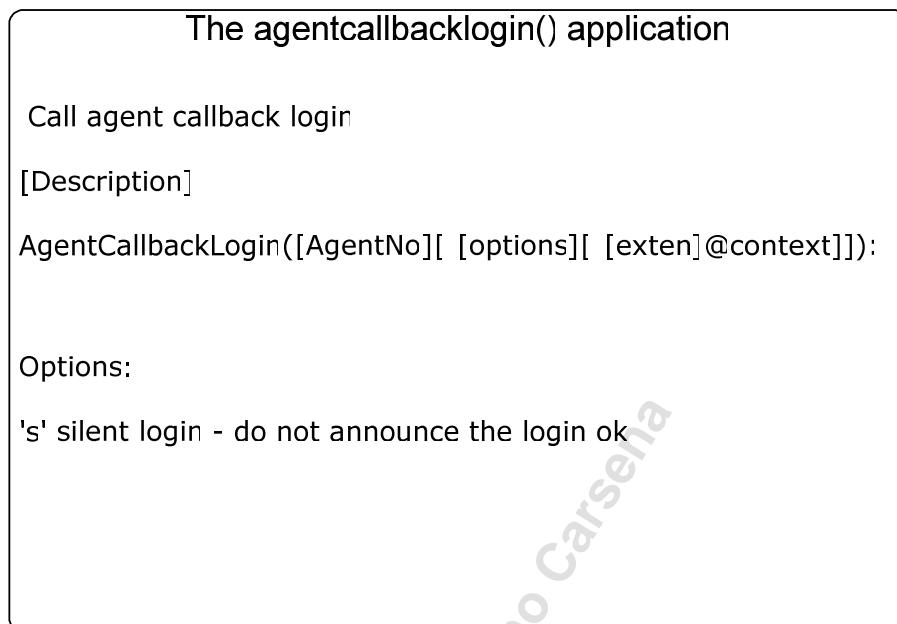 The agentcallbacklogin() application
Call agent callback login
[Description]
AgentCallbackLogin([AgentNo][ [options][ [exten]@context]]):
Options:
's' silent login - do not announce the login ok
Carsena